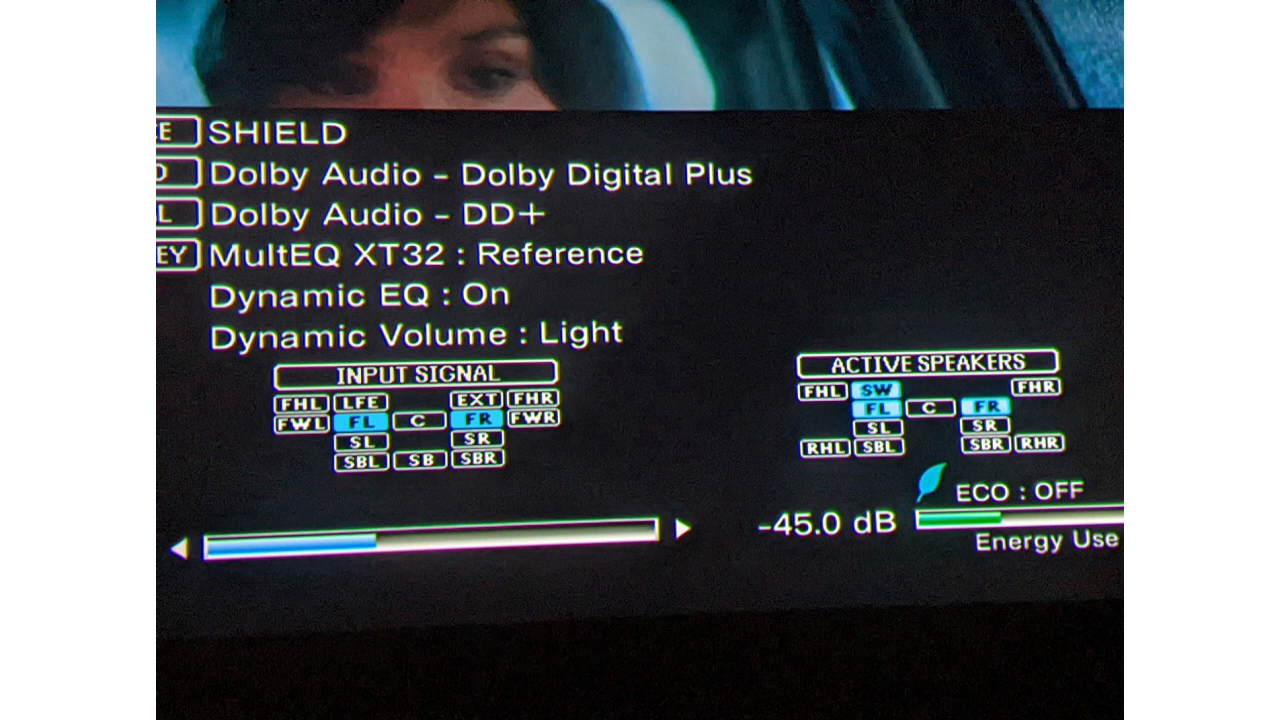 E SHIELD
D Dolby Audio - Dolby Digital Plus
L Dolby Audio - DD+
EY MultEQ XT32 : Reference
Dynamic EQ : On
Dynamic Volume : Light
INPUT SIGNAL
FHL LFE EXT FHR
FWL FL C FR FWR
SL SR
SBL SB SBR
ACTIVE SPEAKERS
FHL SW FHR
FL C FR
SL SR
RHL SBL SBR RHR
ECO : OFF
-45.0 dB
Energy Use